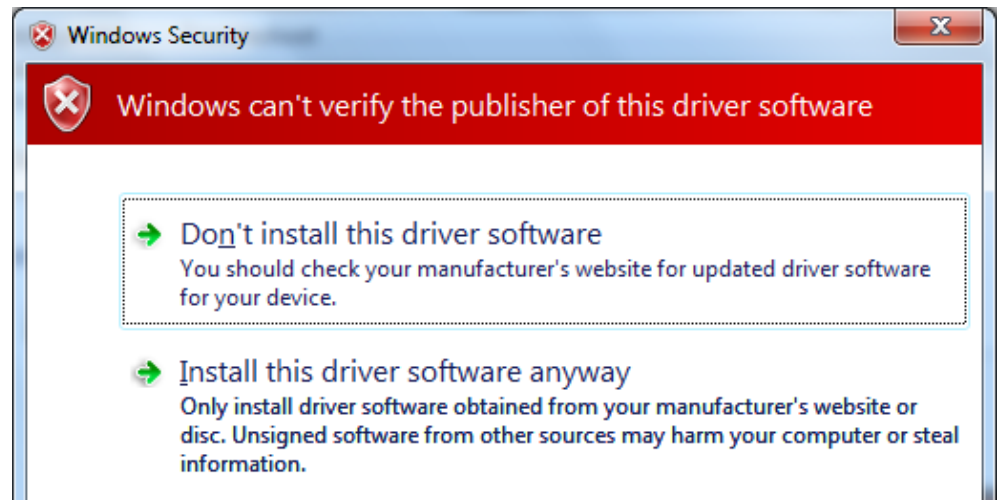 Windows Security
Windows can't verify the publisher of this driver software
Don't install this driver software
You should check your manufacturer's website for updated driver software
for your device.
Install this driver software anyway
Only install driver software obtained from your manufacturer's website or
disc. Unsigned software from other sources may harm your computer or steal
information.